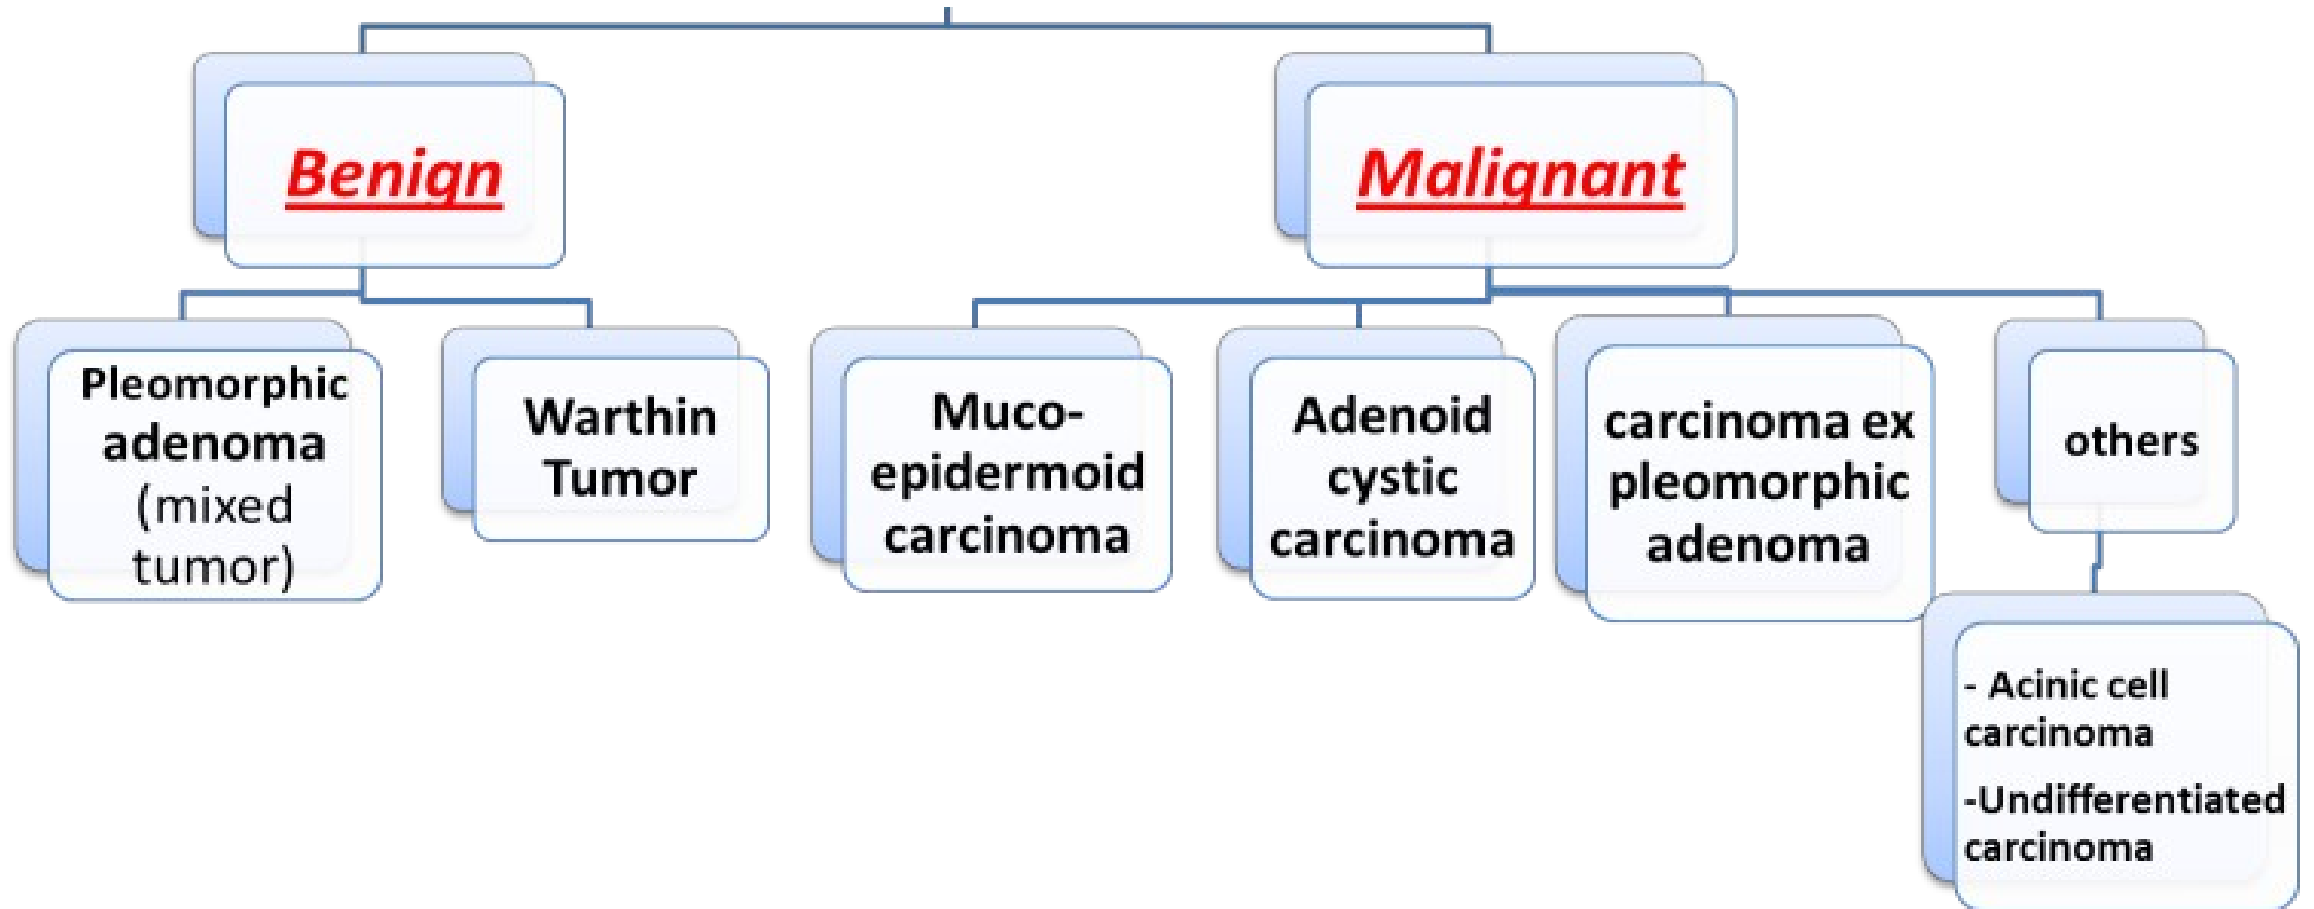 Benign
Malignant
Pleomorphic
adenoma
(mixed
tumor)
Warthin
Tumor
Muco-
epidermoid
carcinoma
Adenoid
cystic
carcinoma
carcinoma ex
pleomorphic
adenoma
others
- Acinic cell
carcinoma
-Undifferentiated
carcinoma